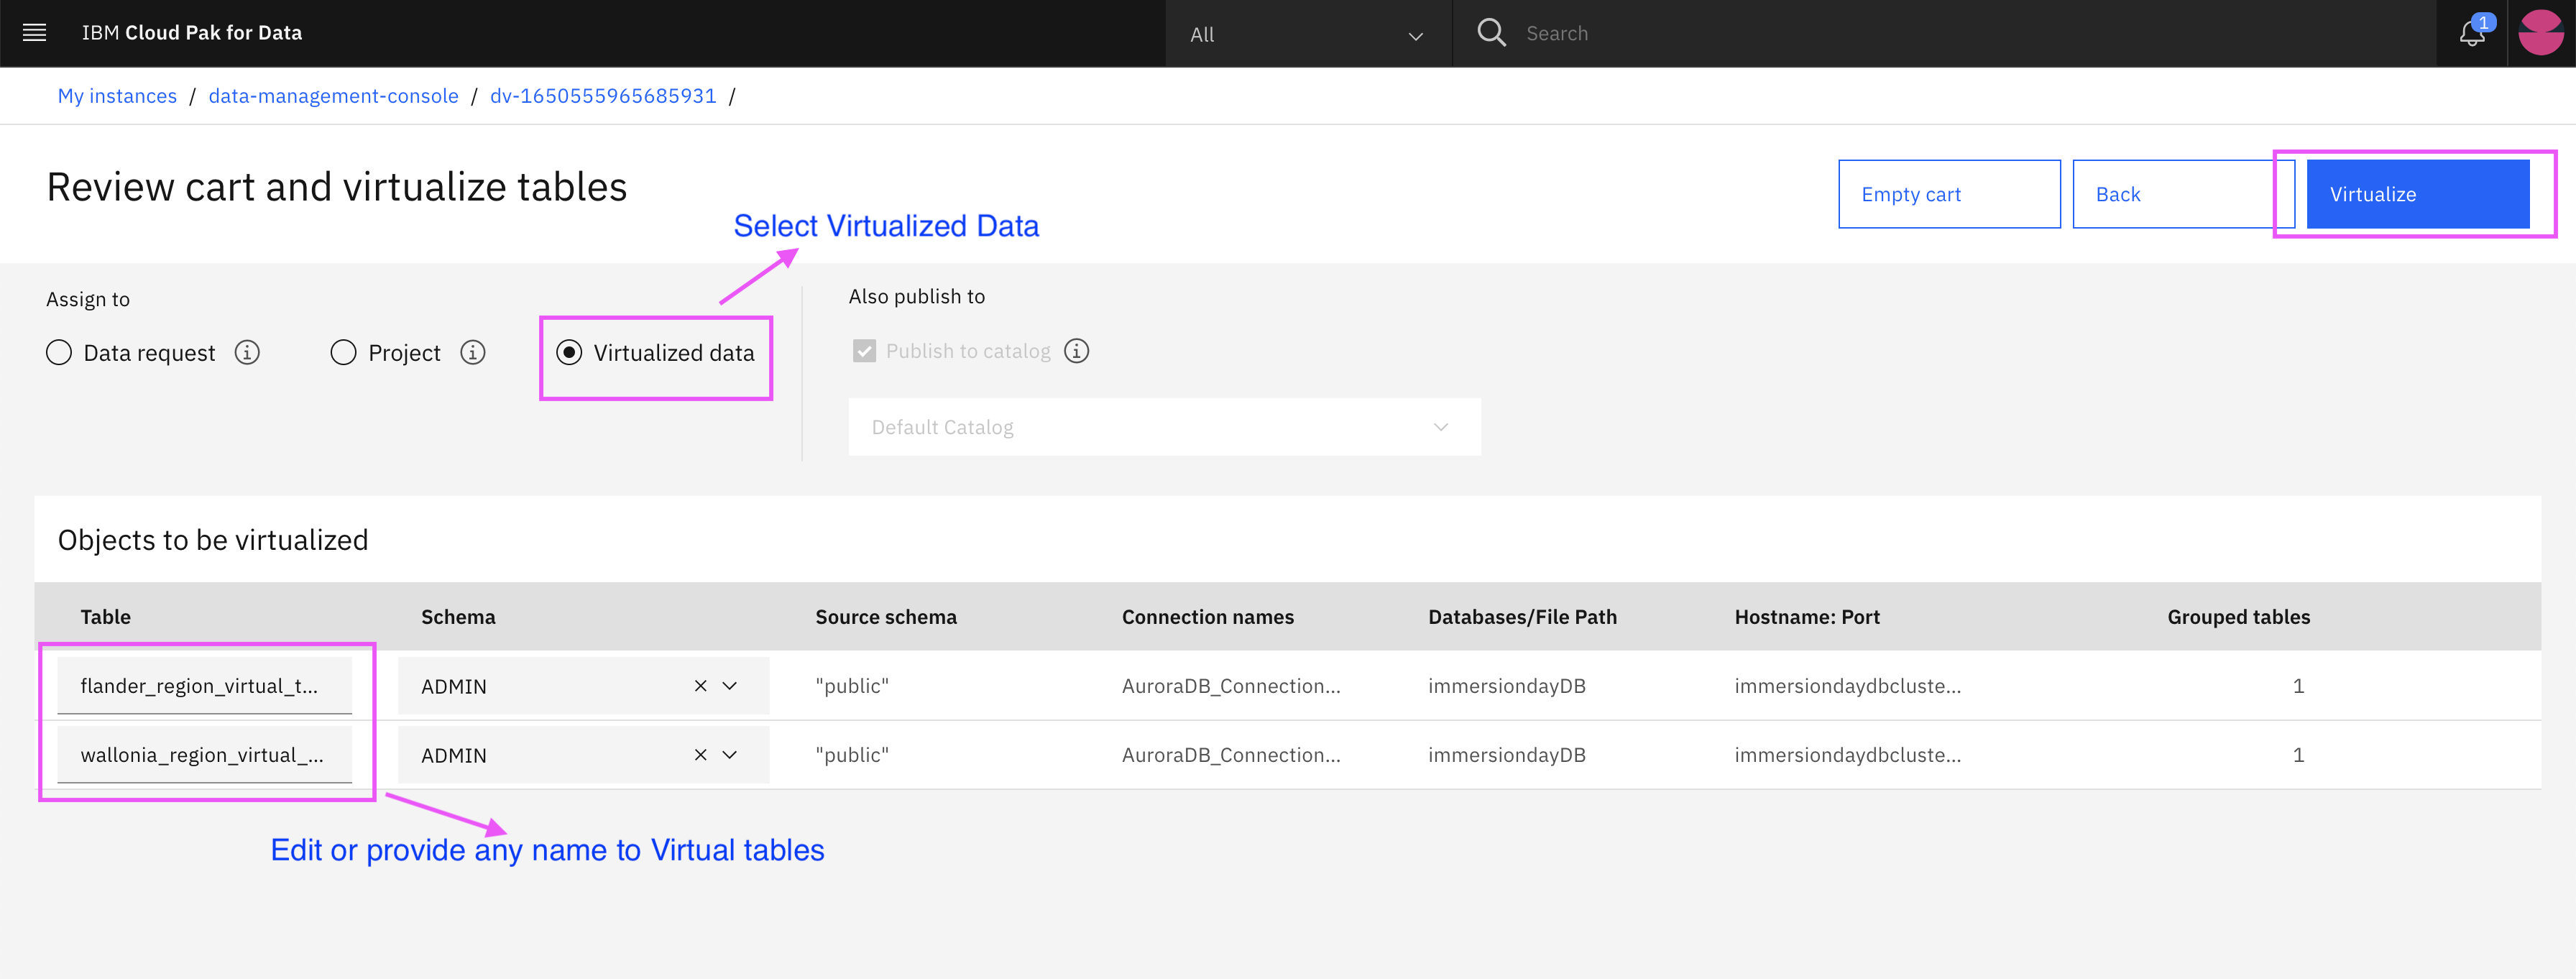 IBM Cloud Pak for Data
All
Search
1
My instances / data-management-console / dv-1650555965685931 /
Review cart and virtualize tables
Empty cart
Back
Virtualize
Select Virtualized Data
Assign to
Data request
Project
Virtualized data
Also publish to
Publish to catalog
Default Catalog
Objects to be virtualized
Table Schema Source schema Connection names Databases/File Path Hostname: Port Grouped tables
flander_region_virtual_t... ADMIN "public" AuroraDB_Connection... immersiondayDB immersiondaydbcluste... 1
wallonia_region_virtual_... ADMIN "public" AuroraDB_Connection... immersiondayDB immersiondaydbcluste... 1
Edit or provide any name to Virtual tables